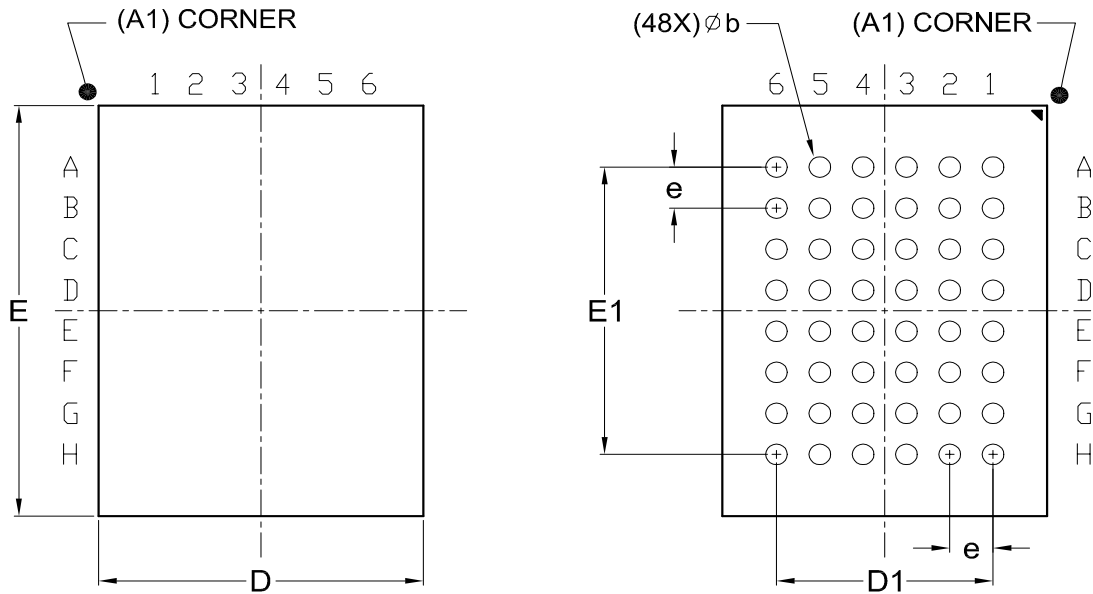 (A1) CORNER
1 2 3 4 5 6
A
B
C
D
E
F
G
H
E
D
(48X) ⌀ b
(A1) CORNER
6 5 4 3 2 1
A
B
C
D
E
F
G
H
e
E1
e
D1